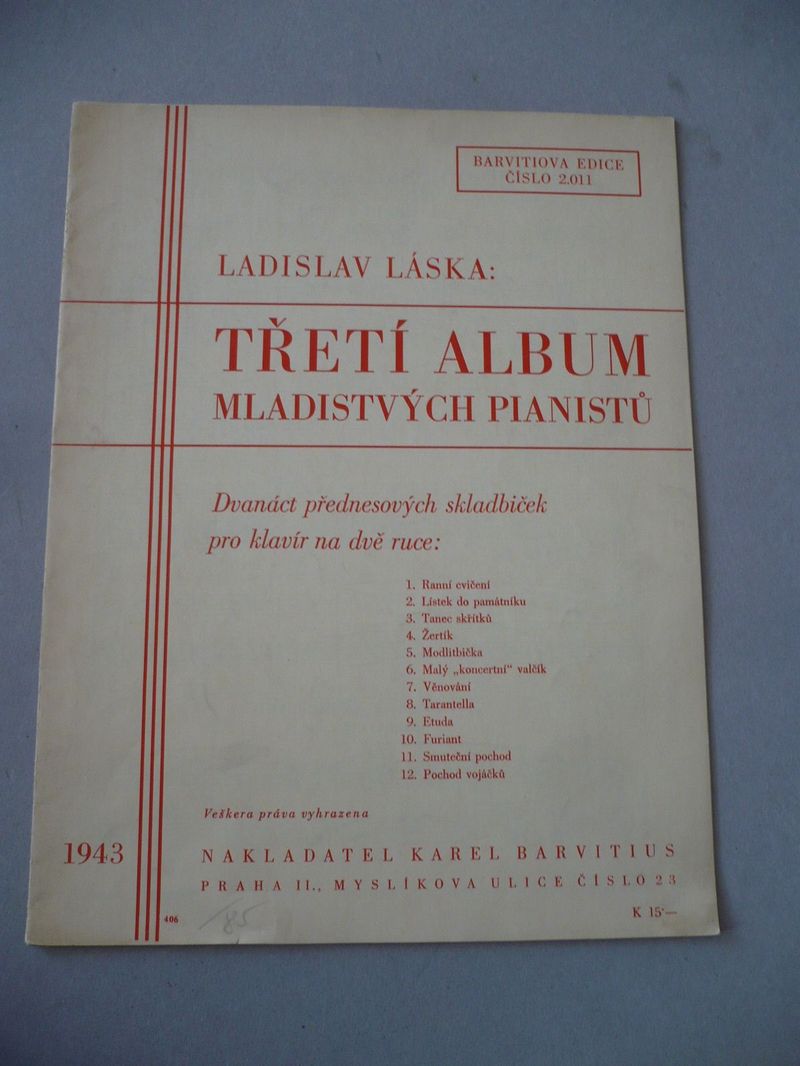 BARVITIOVA EDICE
ČÍSLO 2.011
LADISLAV LÁSKA:
TŘETÍ ALBUM
MLADISTVÝCH PIANISTŮ
Dvanáct přednesových skladbiček
pro klavír na dvě ruce:
1. Ranní cvičení
2. Lístek do památníku
3. Tanec skřítků
4. Žertík
5. Modlitbička
6. Malý „koncertní“ valčík
7. Věnování
8. Tarantella
9. Etuda
10. Furiant
11. Smuteční pochod
12. Pochod vojáčků
Veškera práva vyhrazena
1943
NAKLADATEL KAREL BARVITIUS
PRAHA II., MYSLÍKOVA ULICE ČÍSLO 23
406
/85
K 15·—